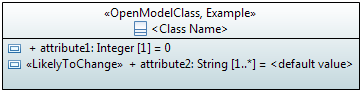 «OpenModelClass, Example»
<Class Name>
+ attribute1: Integer [1] = 0
«LikelyToChange» + attribute2: String [1..*] = <default value>